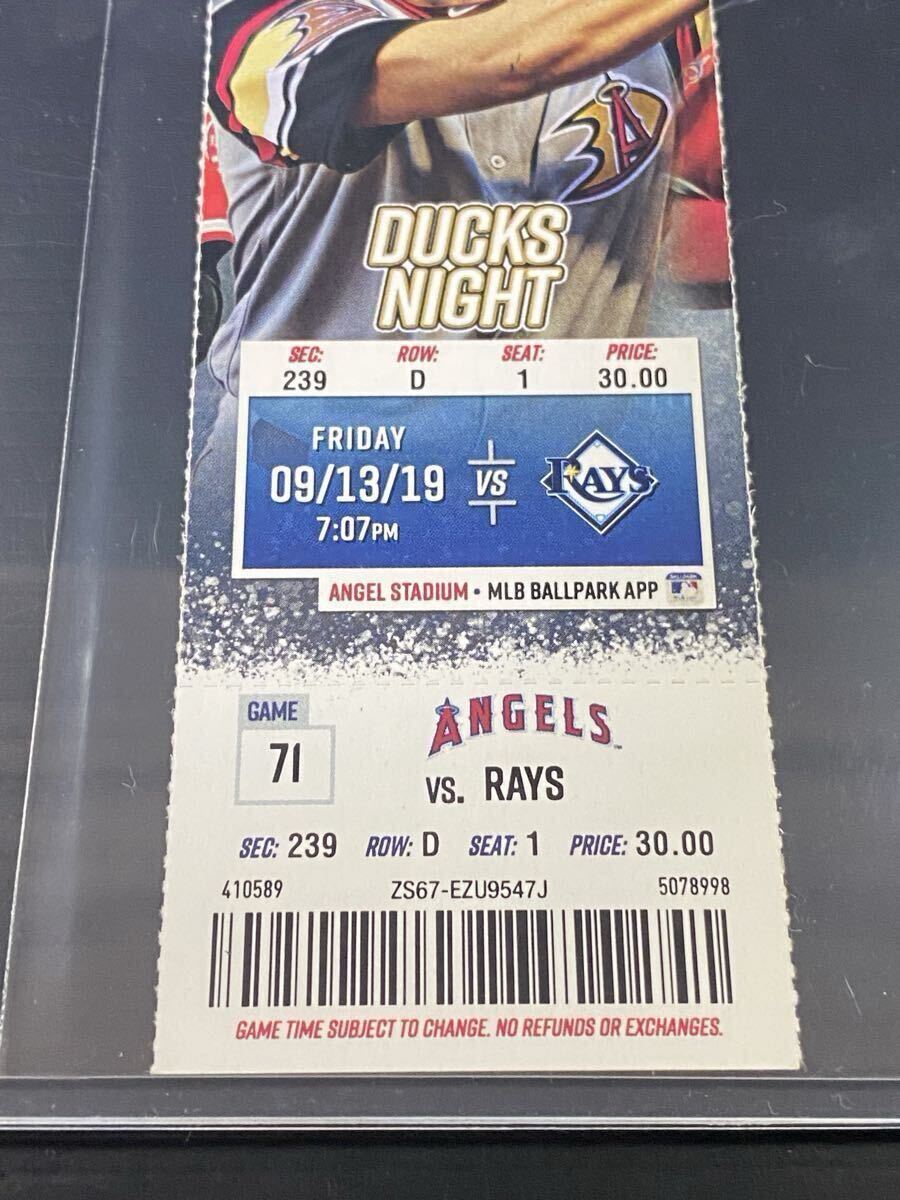 DUCKS
NIGHT
SEC: ROW: SEAT: PRICE:
239 D 1 30.00
FRIDAY
09/13/19 VS RAYS
7:07PM
ANGEL STADIUM • MLB BALLPARK APP
GAME
71
ANGELS
VS. RAYS
SEC: 239 ROW: D SEAT: 1 PRICE: 30.00
410589 ZS67-EZU9547J 5078998
GAME TIME SUBJECT TO CHANGE. NO REFUNDS OR EXCHANGES.